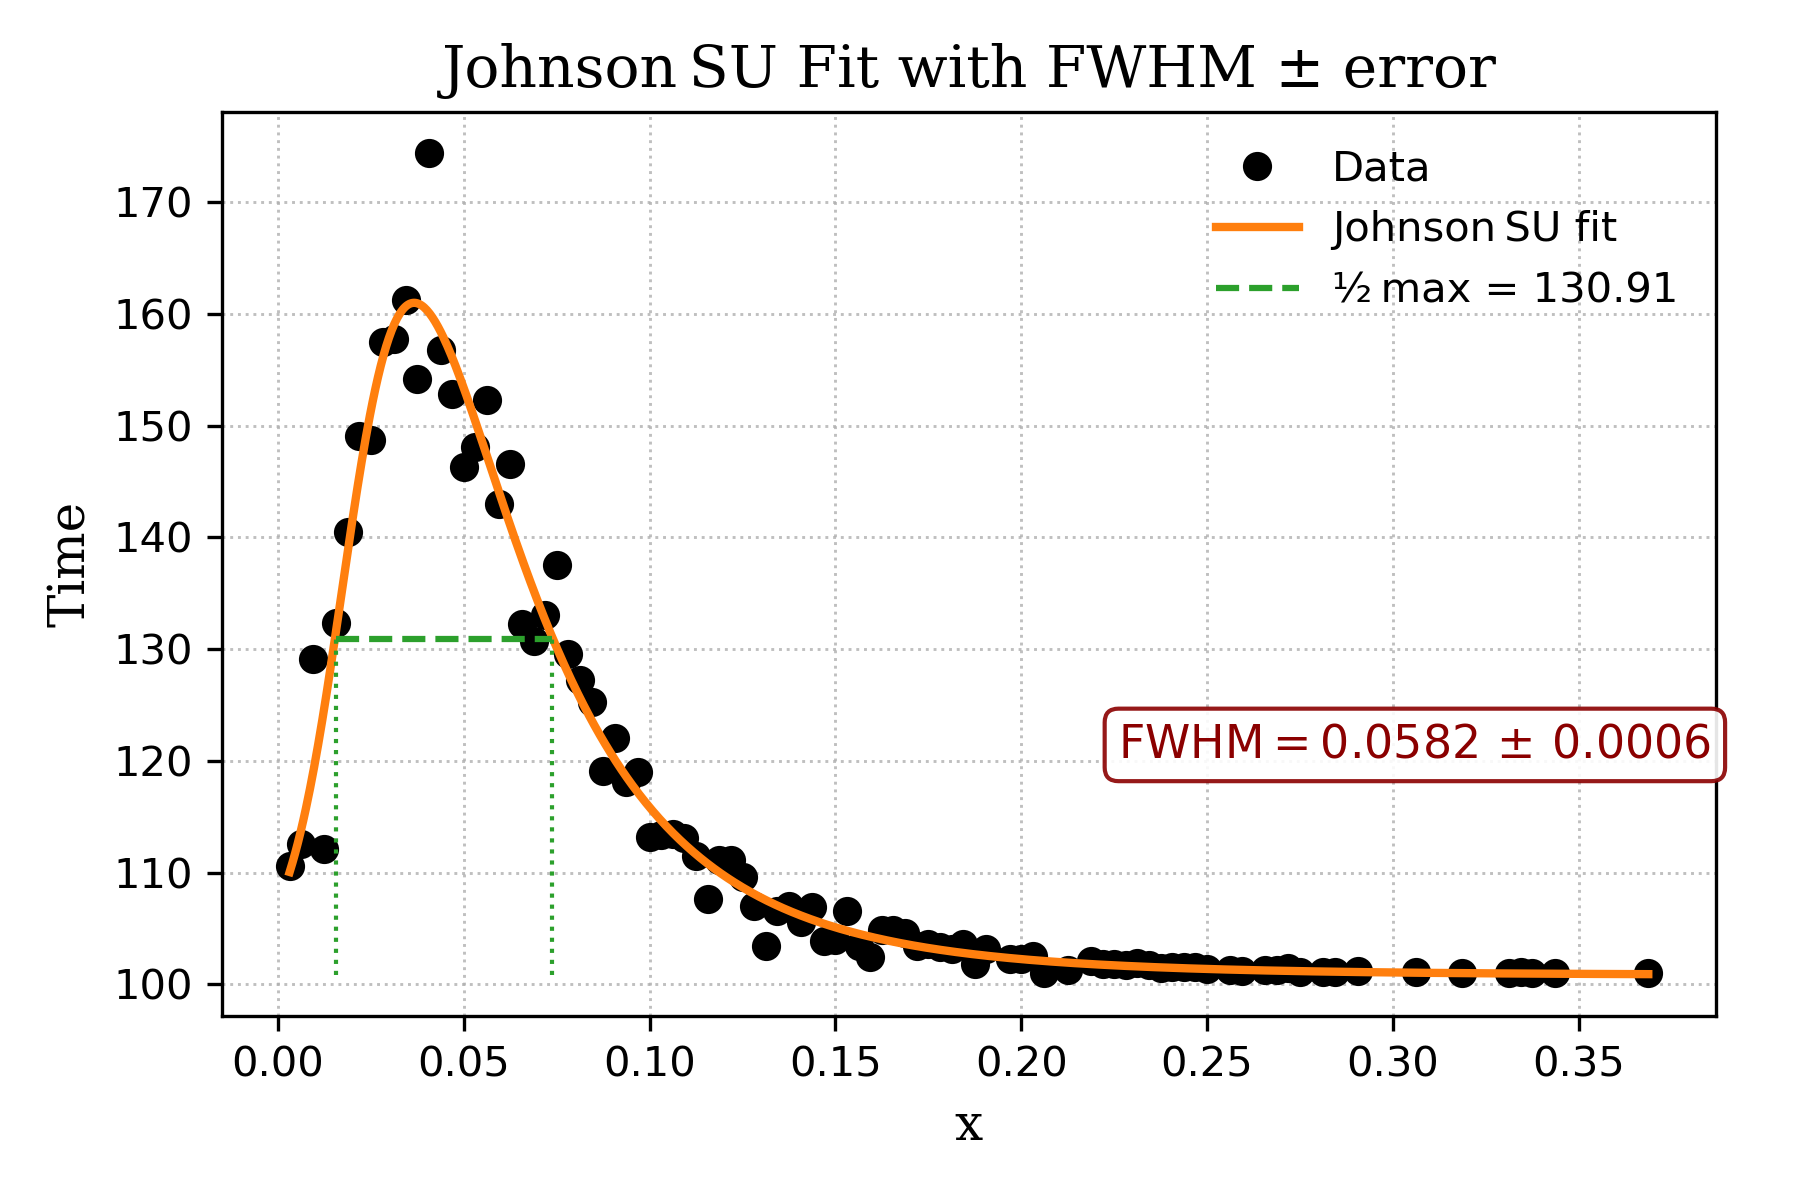 Johnson SU Fit with FWHM ± error
Data
Johnson SU fit
½ max = 130.91
170
160
150
140
130
120
110
100
Time
FWHM = 0.0582 ± 0.0006
0.00 0.05 0.10 0.15 0.20 0.25 0.30 0.35
x